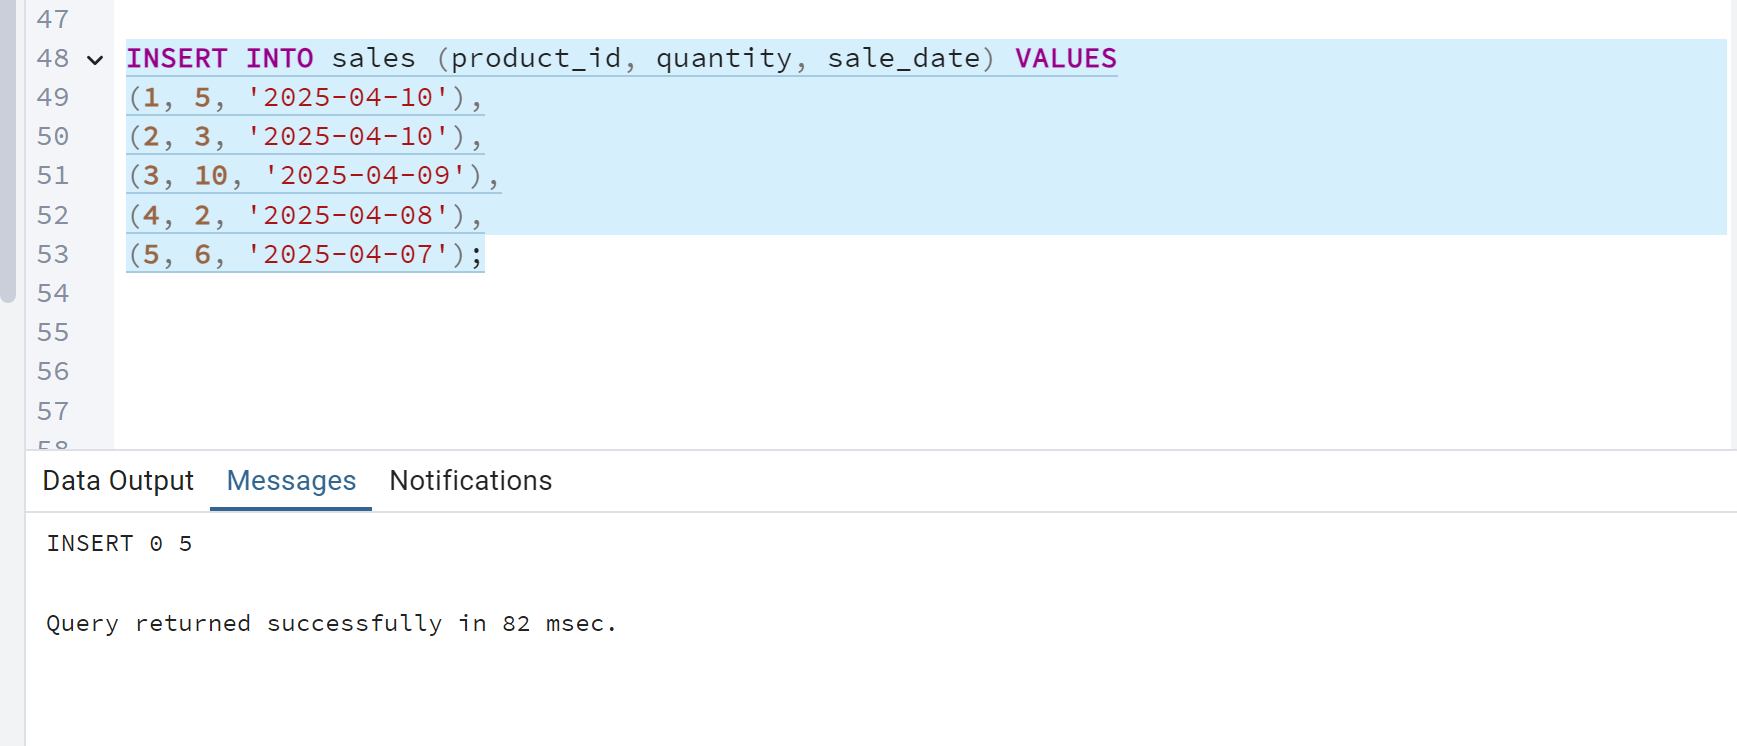 47
48 INSERT INTO sales (product_id, quantity, sale_date) VALUES
49 (1, 5, '2025-04-10'),
50 (2, 3, '2025-04-10'),
51 (3, 10, '2025-04-09'),
52 (4, 2, '2025-04-08'),
53 (5, 6, '2025-04-07');
54
55
56
57
58
Data Output Messages Notifications
INSERT 0 5
Query returned successfully in 82 msec.